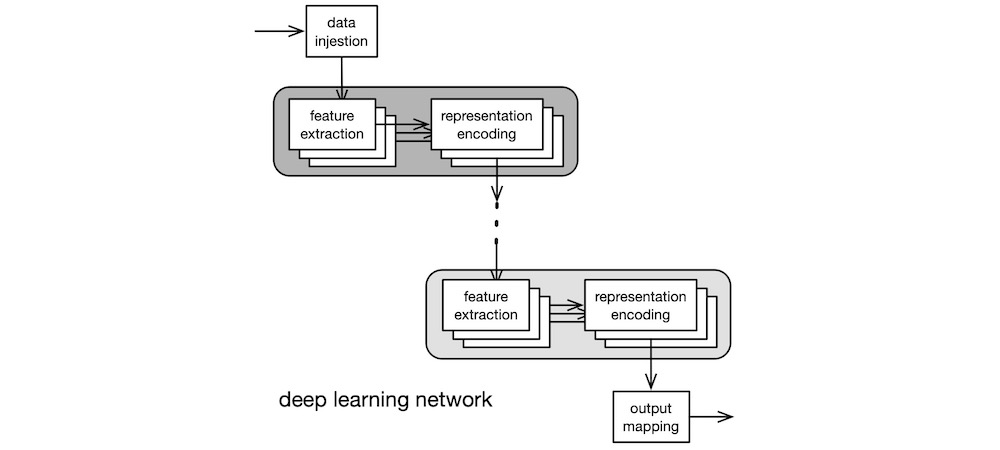 data
injestion
feature
extraction
representation
encoding
feature
extraction
representation
encoding
deep learning network
output
mapping